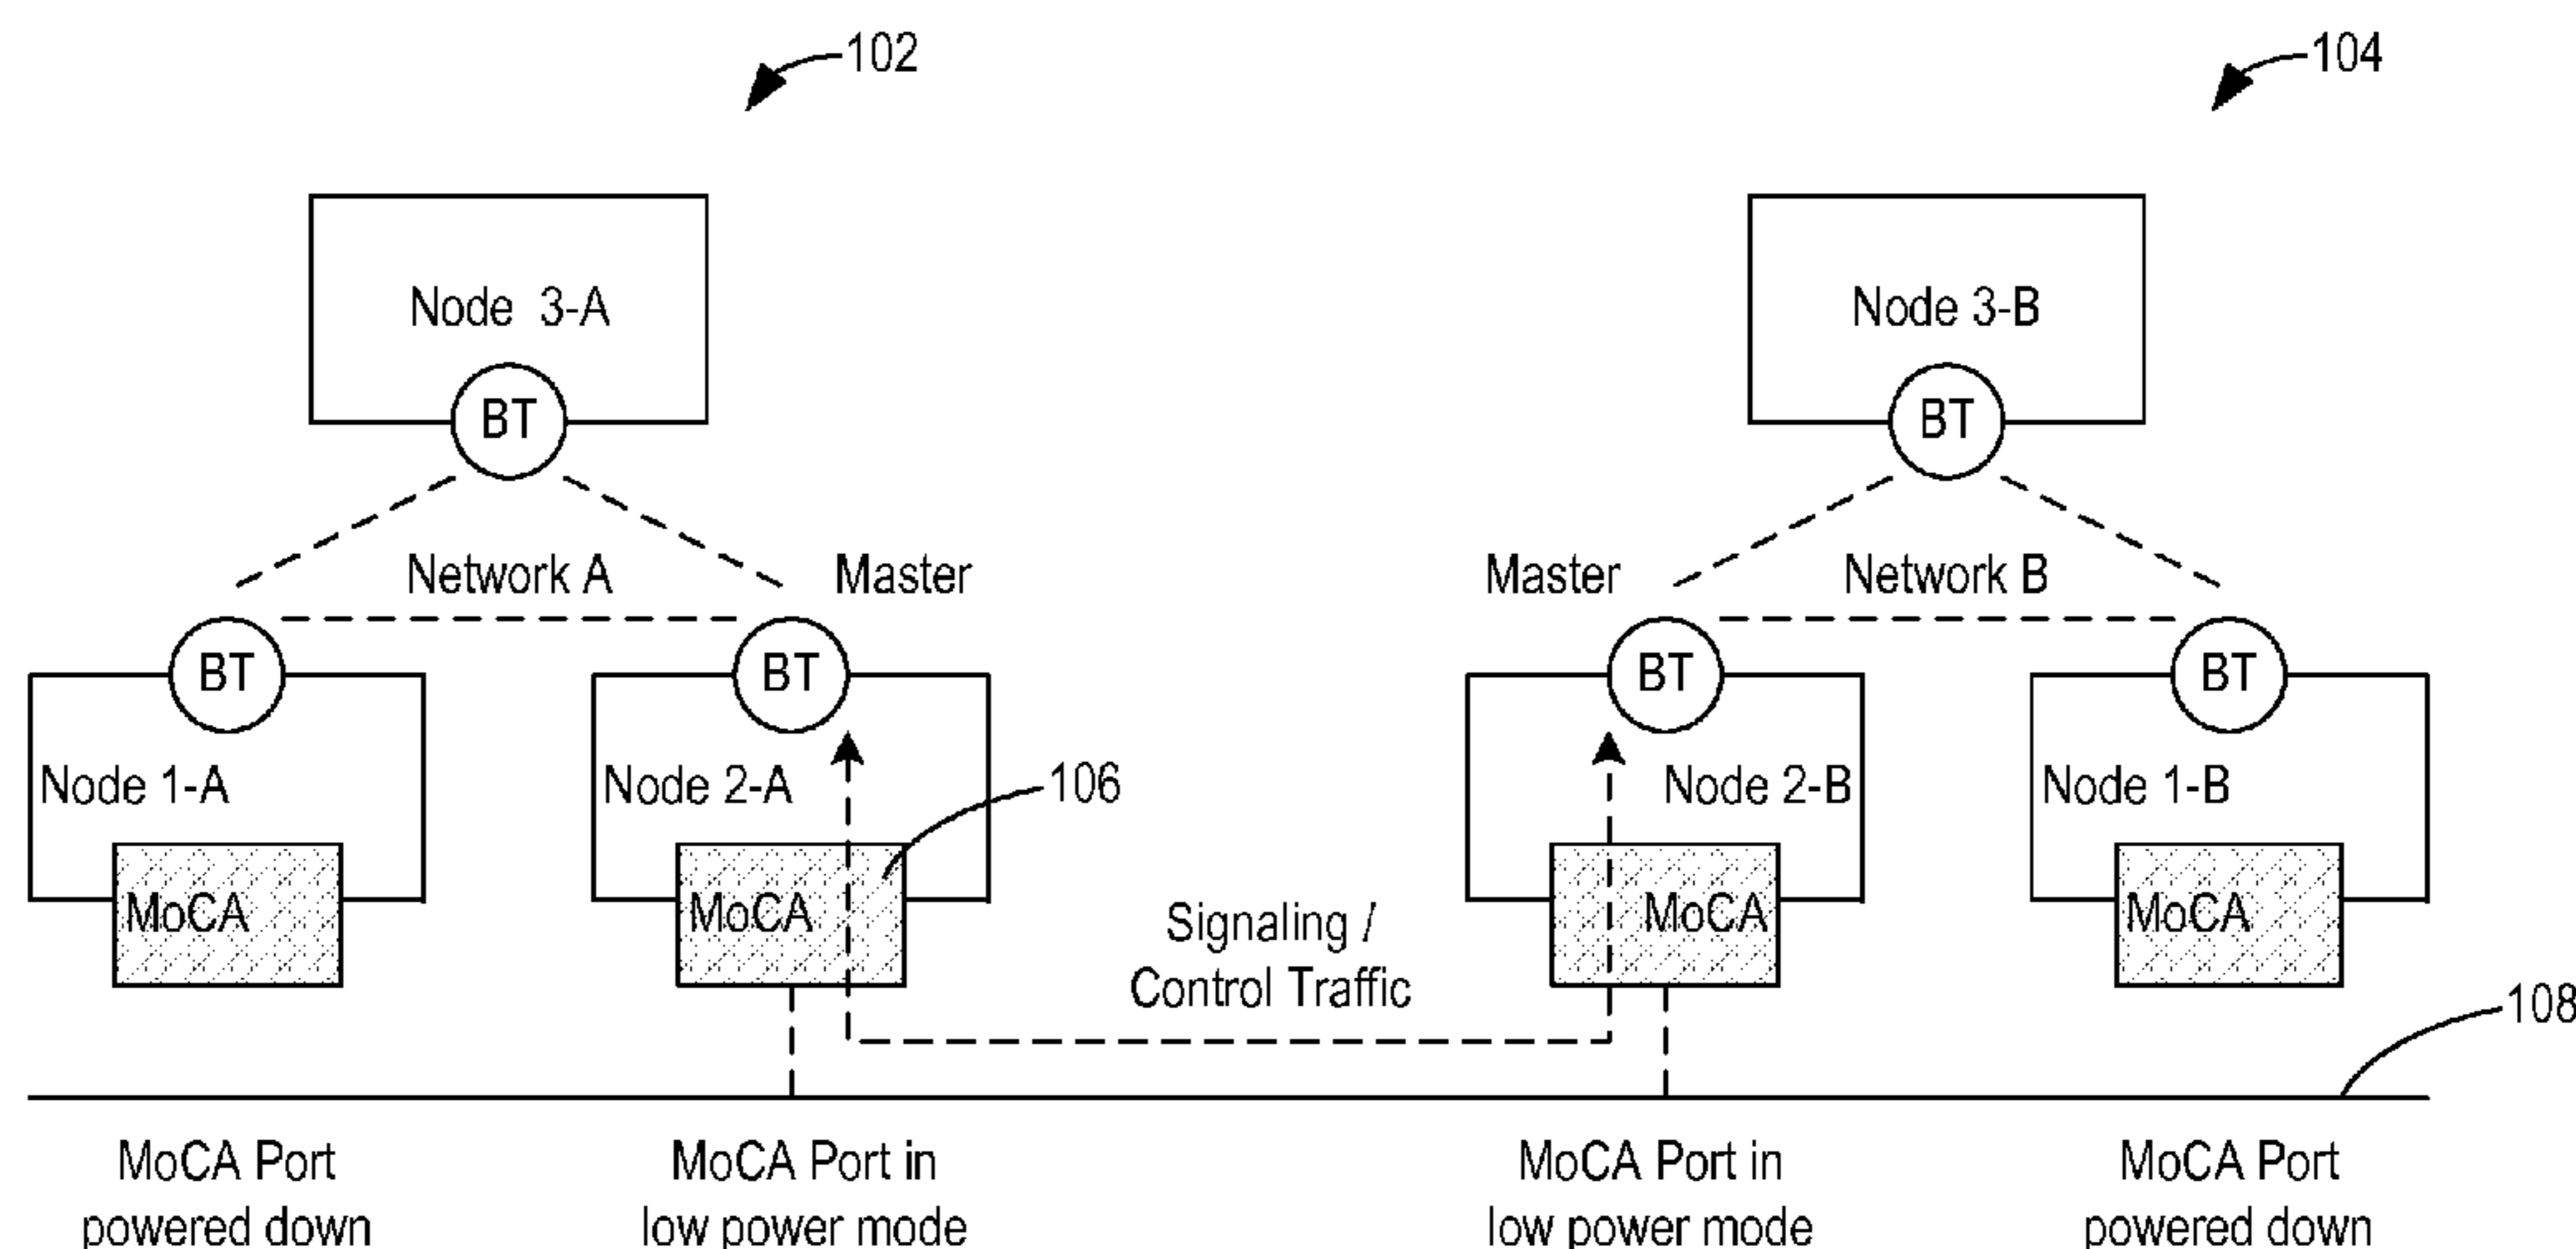 102
104
Node 3-A
Node 3-B
BT
BT
Network A
Master
Master
Network B
BT
BT
BT
BT
Node 1-A
Node 2-A
106
Node 2-B
Node 1-B
MoCA
MoCA
Signaling /
Control Traffic
MoCA
MoCA
108
MoCA Port
powered down
MoCA Port in
low power mode
MoCA Port in
low power mode
MoCA Port
powered down